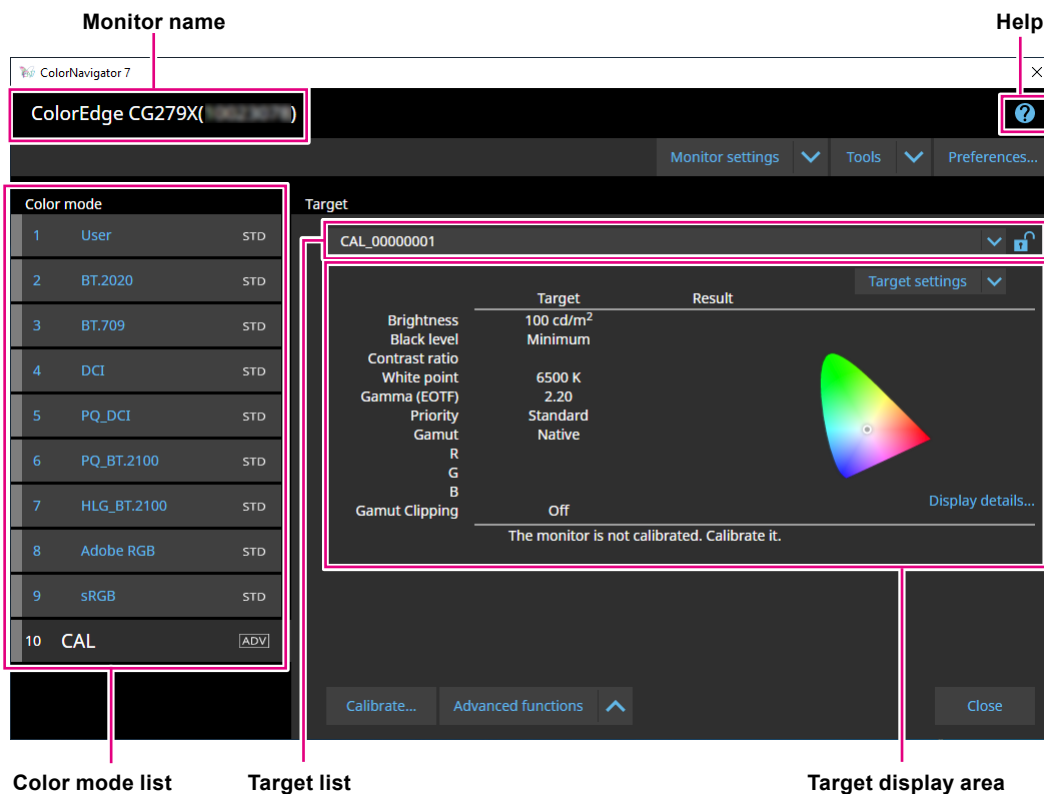 Monitor name
Help
ColorNavigator 7
ColorEdge CG279X( )
Monitor settings
Tools
Preferences...
Color mode
Target
1 User STD
2 BT.2020 STD
3 BT.709 STD
4 DCI STD
5 PQ_DCI STD
6 PQ_BT.2100 STD
7 HLG_BT.2100 STD
8 Adobe RGB STD
9 sRGB STD
10 CAL ADV
CAL_00000001
Target settings
Target Result
Brightness 100 cd/m²
Black level Minimum
Contrast ratio
White point 6500 K
Gamma (EOTF) 2.20
Priority Standard
Gamut Native
R
G
B
Gamut Clipping Off
Display details...
The monitor is not calibrated. Calibrate it.
Calibrate...
Advanced functions
Close
Color mode list
Target list
Target display area